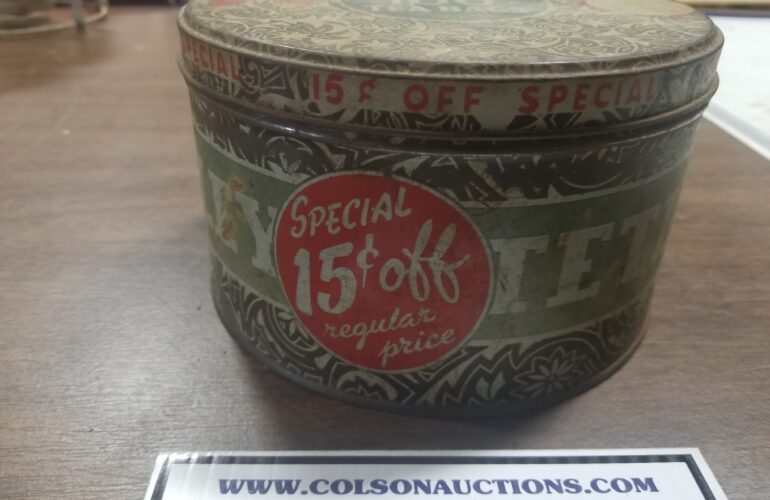 SPECIAL 15¢ OFF SPECIAL
SPECIAL
15¢ off
regular
price
WWW.COLSONAUCTIONS.COM